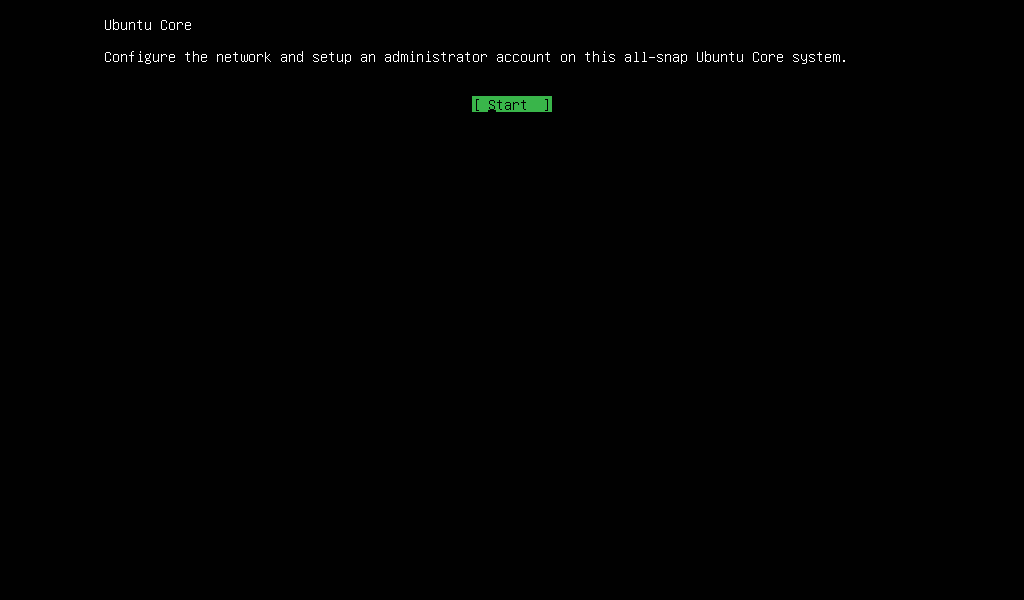 Ubuntu Core
Configure the network and setup an administrator account on this all-snap Ubuntu Core system.
[ Start  ]